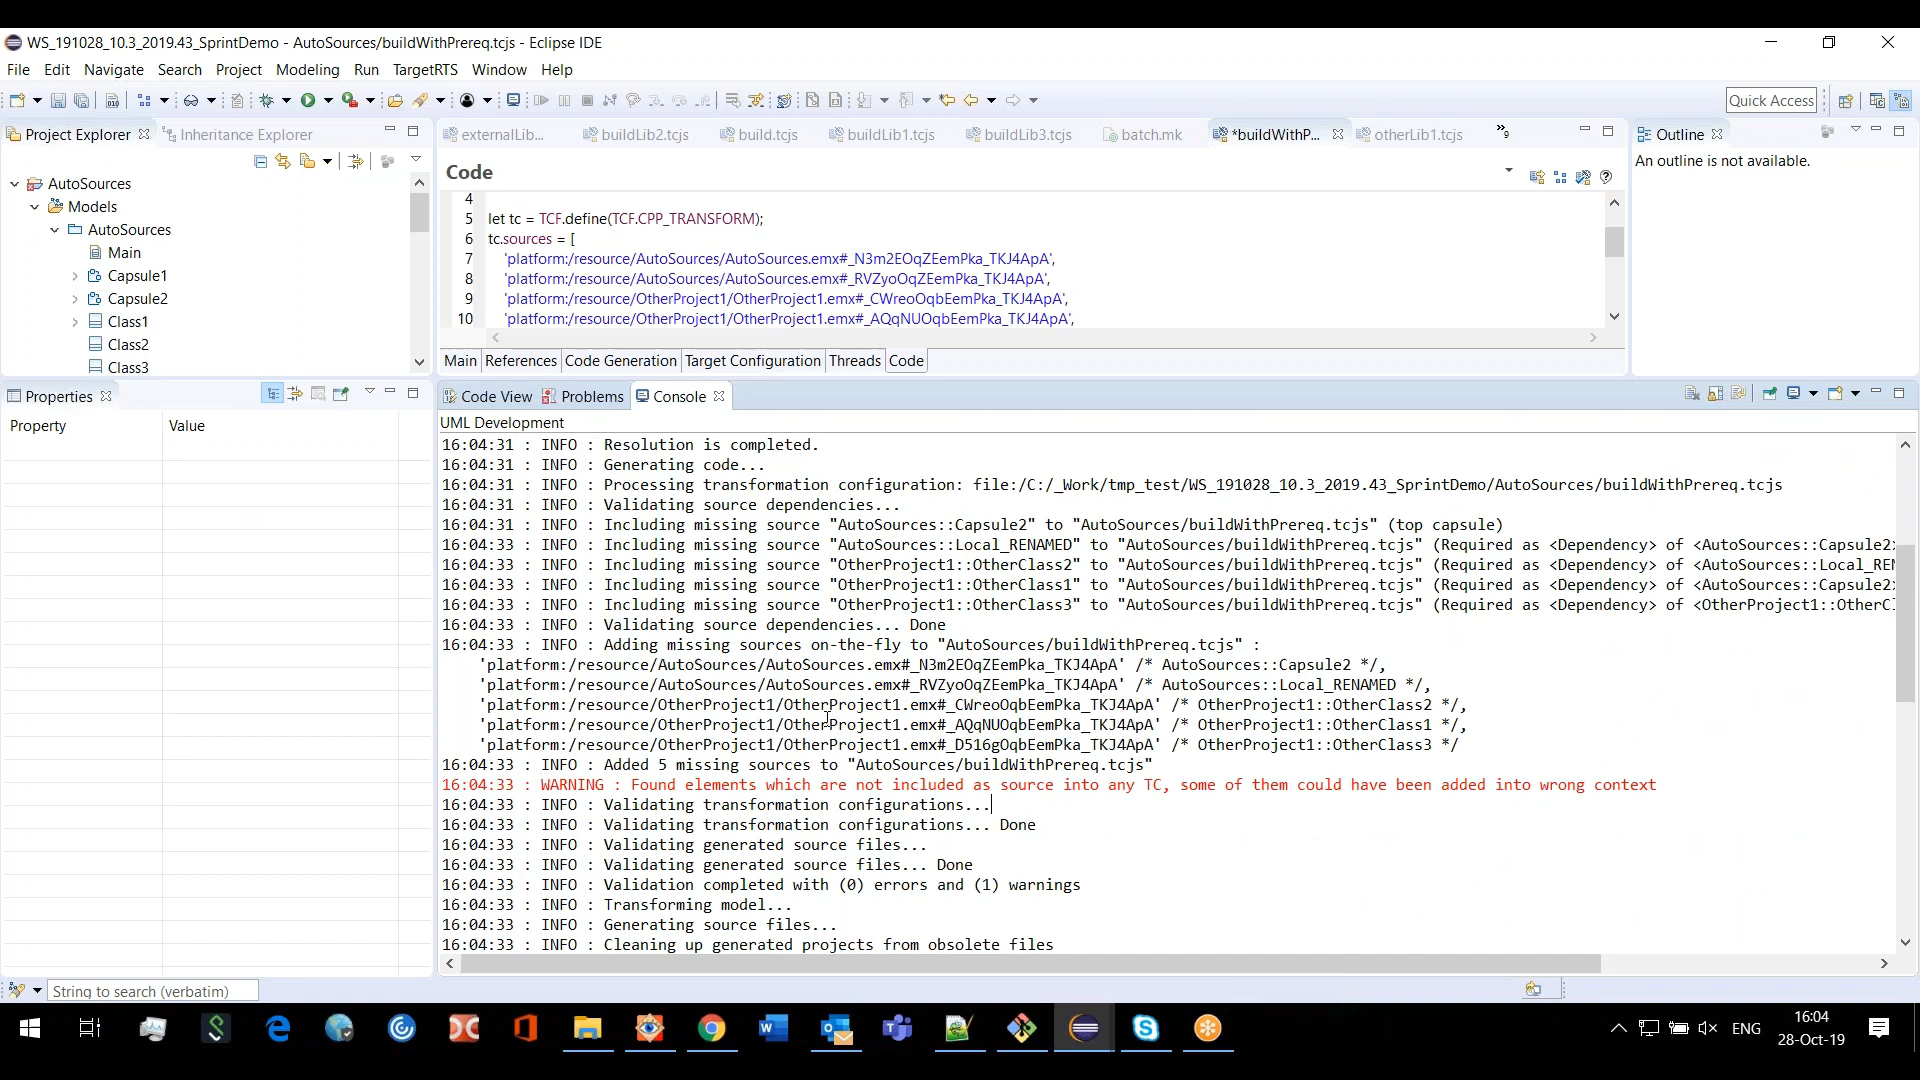 WS_191028_10.3_2019.43_SprintDemo - AutoSources/buildWithPrereq.tcjs - Eclipse IDE
File Edit Navigate Search Project Modeling Run TargetRTS Window Help
Quick Access
Project Explorer Inheritance Explorer
AutoSources
Models
AutoSources
Main
Capsule1
Capsule2
Class1
Class2
Class3
externalLib... buildLib2.tcjs build.tcjs buildLib1.tcjs buildLib3.tcjs batch.mk *buildWithP... otherLib1.tcjs »9
Code
4
5 let tc = TCF.define(TCF.CPP_TRANSFORM);
6 tc.sources = [
7 'platform:/resource/AutoSources/AutoSources.emx#_N3m2EOqZEemPka_TKJ4ApA',
8 'platform:/resource/AutoSources/AutoSources.emx#_RVZyoOqZEemPka_TKJ4ApA',
9 'platform:/resource/OtherProject1/OtherProject1.emx#_CWreoOqbEemPka_TKJ4ApA',
10 'platform:/resource/OtherProject1/OtherProject1.emx#_AQqNUOqbEemPka_TKJ4ApA',
Main References Code Generation Target Configuration Threads Code
Outline
An outline is not available.
Properties
Property Value
Code View Problems Console
UML Development
16:04:31 : INFO : Resolution is completed.
16:04:31 : INFO : Generating code...
16:04:31 : INFO : Processing transformation configuration: file:/C:/_Work/tmp_test/WS_191028_10.3_2019.43_SprintDemo/AutoSources/buildWithPrereq.tcjs
16:04:31 : INFO : Validating source dependencies...
16:04:31 : INFO : Including missing source "AutoSources::Capsule2" to "AutoSources/buildWithPrereq.tcjs" (top capsule)
16:04:33 : INFO : Including missing source "AutoSources::Local_RENAMED" to "AutoSources/buildWithPrereq.tcjs" (Required as <Dependency> of <AutoSources::Capsule2>
16:04:33 : INFO : Including missing source "OtherProject1::OtherClass2" to "AutoSources/buildWithPrereq.tcjs" (Required as <Dependency> of <AutoSources::Local_REN
16:04:33 : INFO : Including missing source "OtherProject1::OtherClass1" to "AutoSources/buildWithPrereq.tcjs" (Required as <Dependency> of <AutoSources::Capsule2>
16:04:33 : INFO : Including missing source "OtherProject1::OtherClass3" to "AutoSources/buildWithPrereq.tcjs" (Required as <Dependency> of <OtherProject1::OtherCl
16:04:33 : INFO : Validating source dependencies... Done
16:04:33 : INFO : Adding missing sources on-the-fly to "AutoSources/buildWithPrereq.tcjs" :
'platform:/resource/AutoSources/AutoSources.emx#_N3m2EOqZEemPka_TKJ4ApA' /* AutoSources::Capsule2 */,
'platform:/resource/AutoSources/AutoSources.emx#_RVZyoOqZEemPka_TKJ4ApA' /* AutoSources::Local_RENAMED */,
'platform:/resource/OtherProject1/OtherProject1.emx#_CWreoOqbEemPka_TKJ4ApA' /* OtherProject1::OtherClass2 */,
'platform:/resource/OtherProject1/OtherProject1.emx#_AQqNUOqbEemPka_TKJ4ApA' /* OtherProject1::OtherClass1 */,
'platform:/resource/OtherProject1/OtherProject1.emx#_D516gOqbEemPka_TKJ4ApA' /* OtherProject1::OtherClass3 */
16:04:33 : INFO : Added 5 missing sources to "AutoSources/buildWithPrereq.tcjs"
16:04:33 : WARNING : Found elements which are not included as source into any TC, some of them could have been added into wrong context
16:04:33 : INFO : Validating transformation configurations...
16:04:33 : INFO : Validating transformation configurations... Done
16:04:33 : INFO : Validating generated source files...
16:04:33 : INFO : Validating generated source files... Done
16:04:33 : INFO : Validation completed with (0) errors and (1) warnings
16:04:33 : INFO : Transforming model...
16:04:33 : INFO : Generating source files...
16:04:33 : INFO : Cleaning up generated projects from obsolete files
String to search (verbatim)
ENG
16:04
28-Oct-19